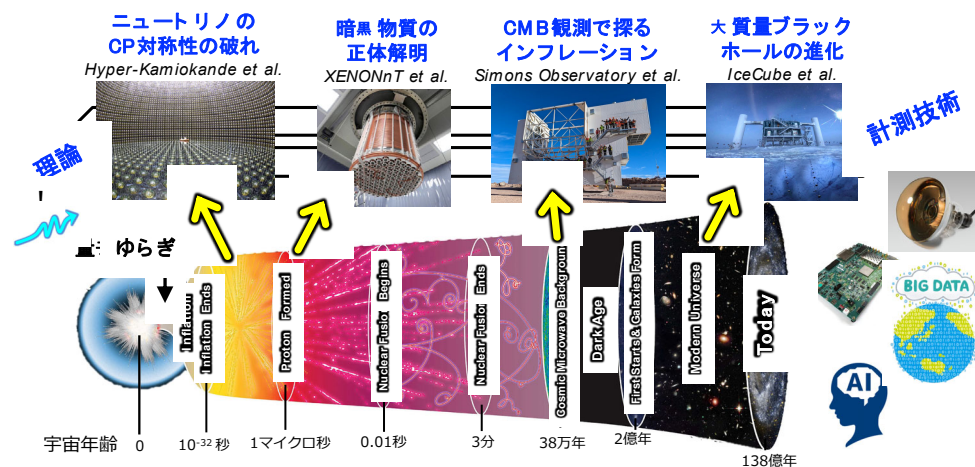 ニュートリノの
CP対称性の破れ
Hyper-Kamiokande et al.
暗黒物質の
正体解明
XENONnT et al.
CMB観測で探る
インフレーション
Simons Observatory et al.
大質量ブラック
ホールの進化
IceCube et al.
理論
計測技術
ゆらぎ
Inflation
Inflation Ends
Proton Formed
Nuclear Fusion Begins
Nuclear Fusion Ends
Cosmic Microwave Background
Dark Age
First Starts & Galaxies Form
Modern Universe
Today
BIG DATA
AI
宇宙年齢
0
10⁻³² 秒
1マイクロ秒
0.01秒
3分
38万年
2億年
138億年